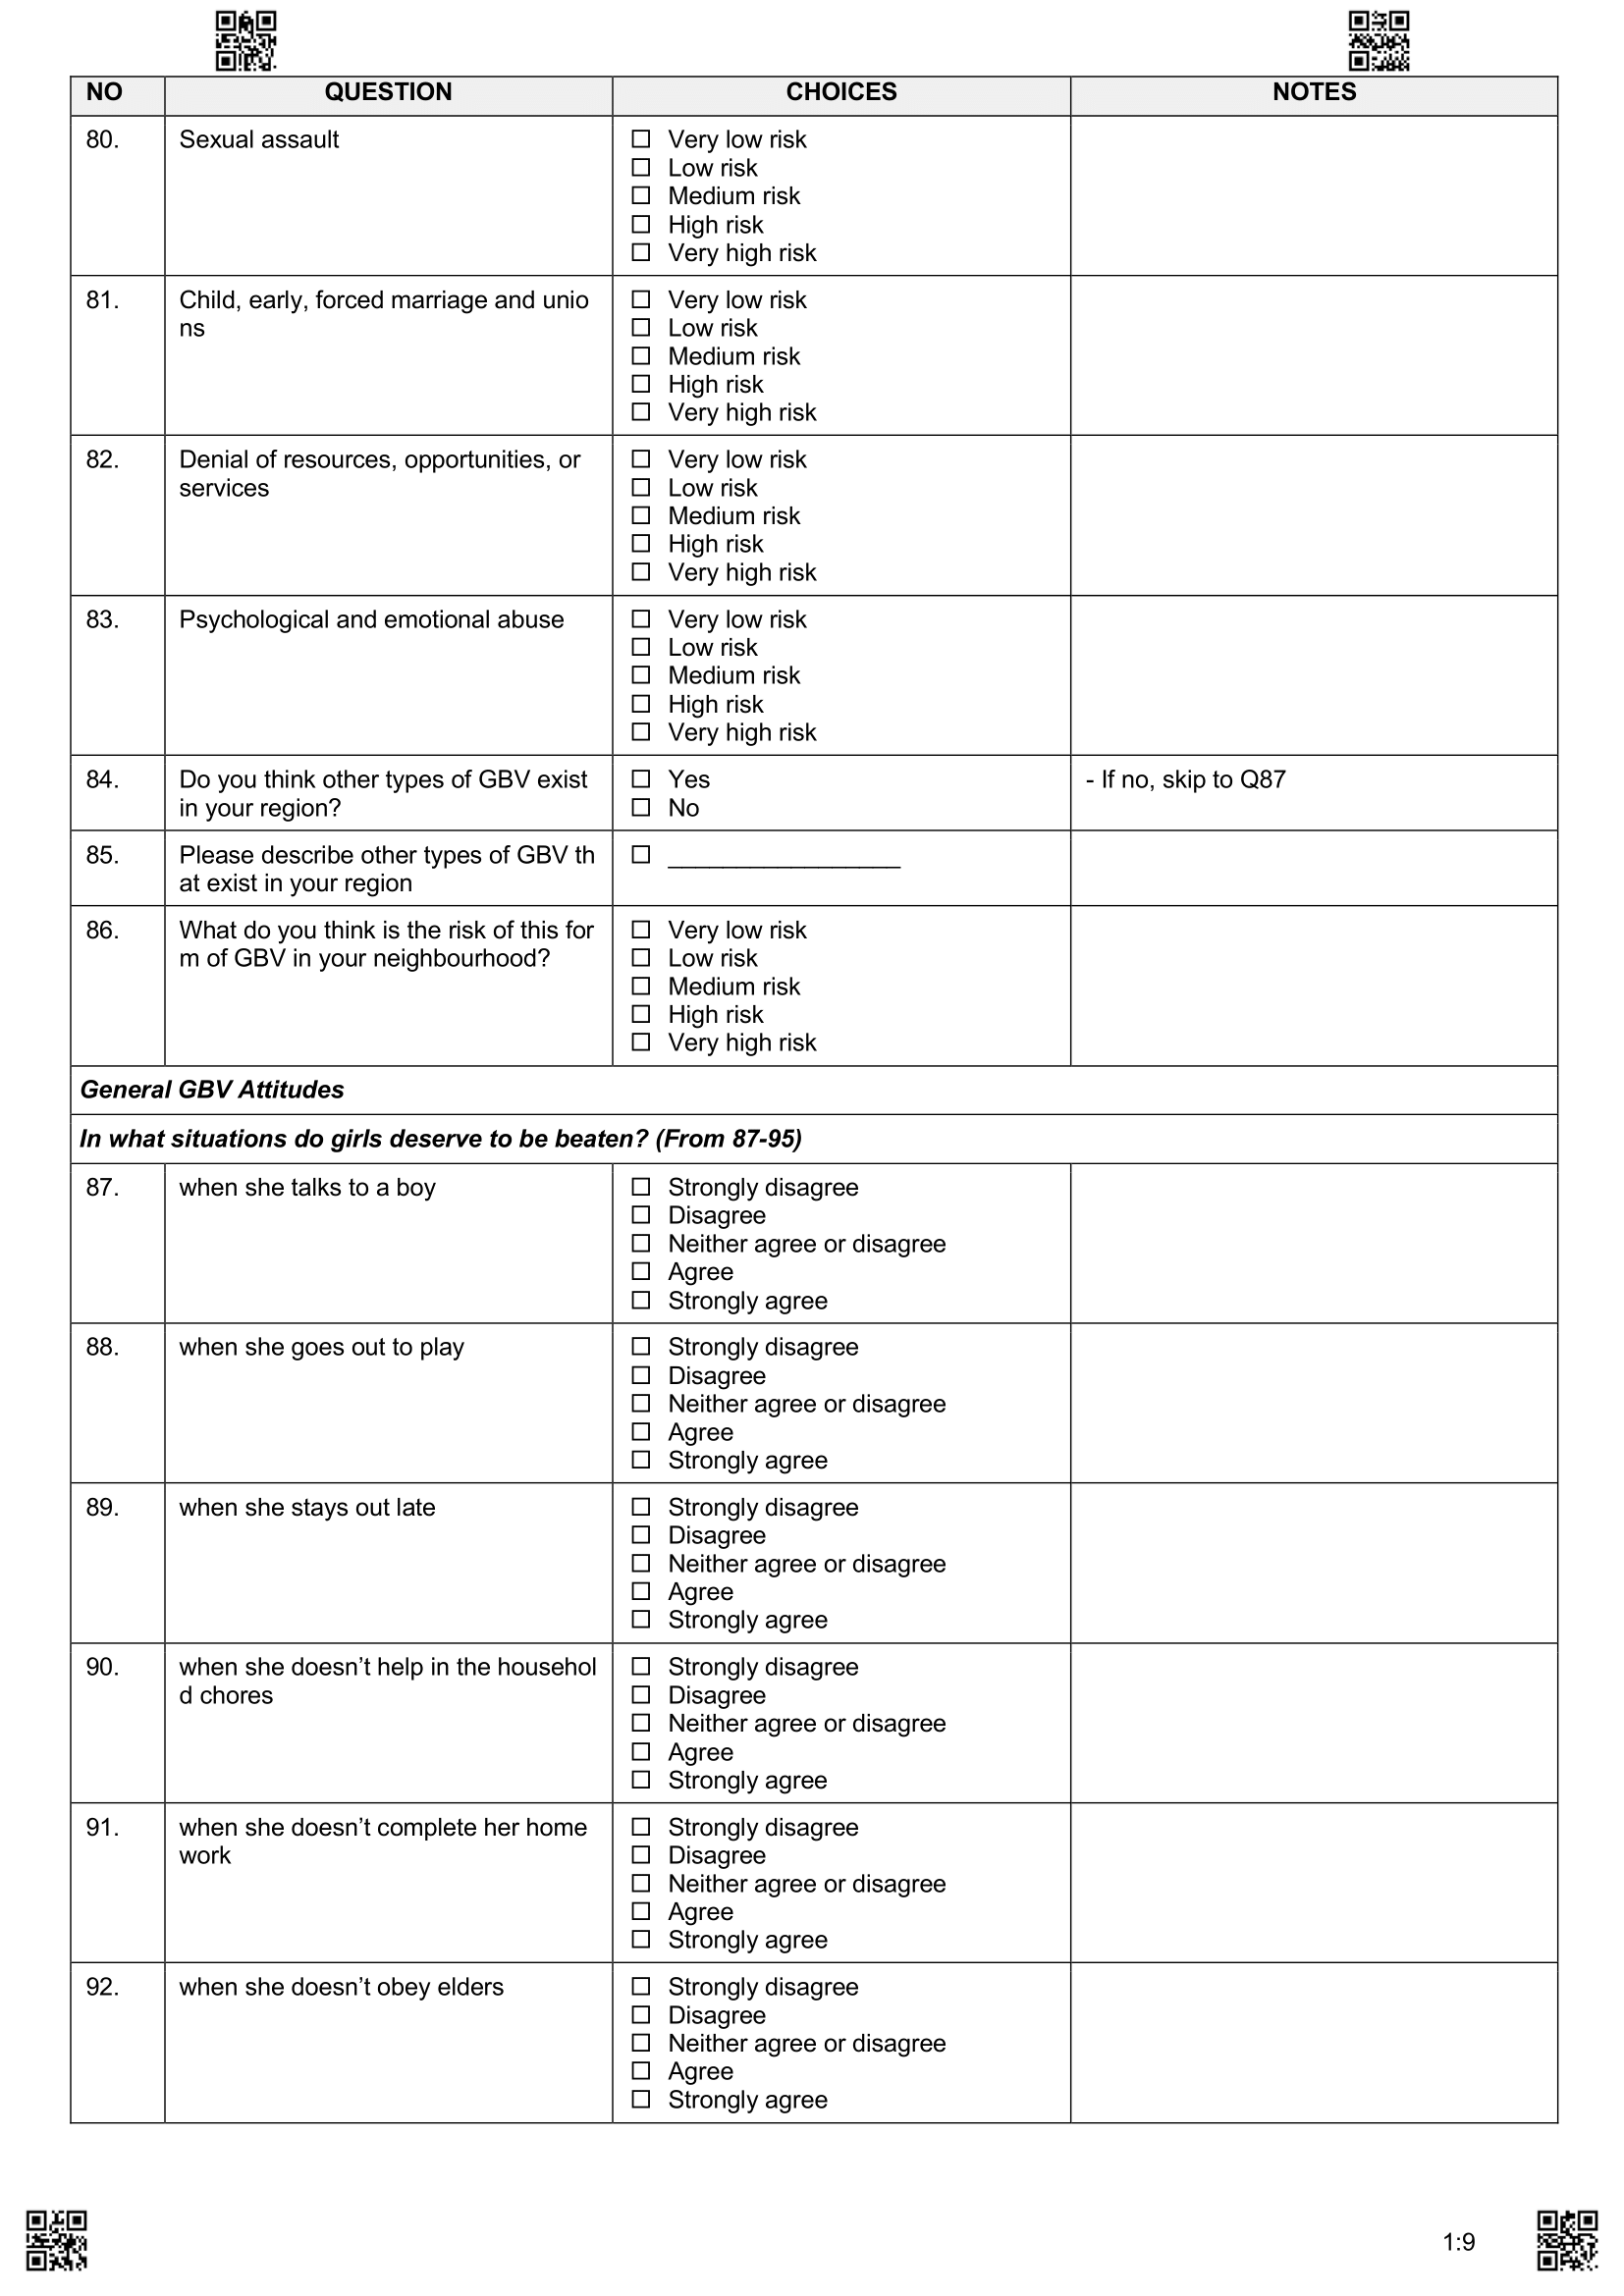 NO QUESTION CHOICES NOTES
80. Sexual assault ☐ Very low risk
☐ Low risk
☐ Medium risk
☐ High risk
☐ Very high risk
81. Child, early, forced marriage and unio ☐ Very low risk
ns ☐ Low risk
☐ Medium risk
☐ High risk
☐ Very high risk
82. Denial of resources, opportunities, or ☐ Very low risk
services ☐ Low risk
☐ Medium risk
☐ High risk
☐ Very high risk
83. Psychological and emotional abuse ☐ Very low risk
☐ Low risk
☐ Medium risk
☐ High risk
☐ Very high risk
84. Do you think other types of GBV exist ☐ Yes - If no, skip to Q87
in your region? ☐ No
85. Please describe other types of GBV th ☐ _________________
at exist in your region
86. What do you think is the risk of this for ☐ Very low risk
m of GBV in your neighbourhood? ☐ Low risk
☐ Medium risk
☐ High risk
☐ Very high risk
General GBV Attitudes
In what situations do girls deserve to be beaten? (From 87-95)
87. when she talks to a boy ☐ Strongly disagree
☐ Disagree
☐ Neither agree or disagree
☐ Agree
☐ Strongly agree
88. when she goes out to play ☐ Strongly disagree
☐ Disagree
☐ Neither agree or disagree
☐ Agree
☐ Strongly agree
89. when she stays out late ☐ Strongly disagree
☐ Disagree
☐ Neither agree or disagree
☐ Agree
☐ Strongly agree
90. when she doesn’t help in the househol ☐ Strongly disagree
d chores ☐ Disagree
☐ Neither agree or disagree
☐ Agree
☐ Strongly agree
91. when she doesn’t complete her home ☐ Strongly disagree
work ☐ Disagree
☐ Neither agree or disagree
☐ Agree
☐ Strongly agree
92. when she doesn’t obey elders ☐ Strongly disagree
☐ Disagree
☐ Neither agree or disagree
☐ Agree
☐ Strongly agree
1:9